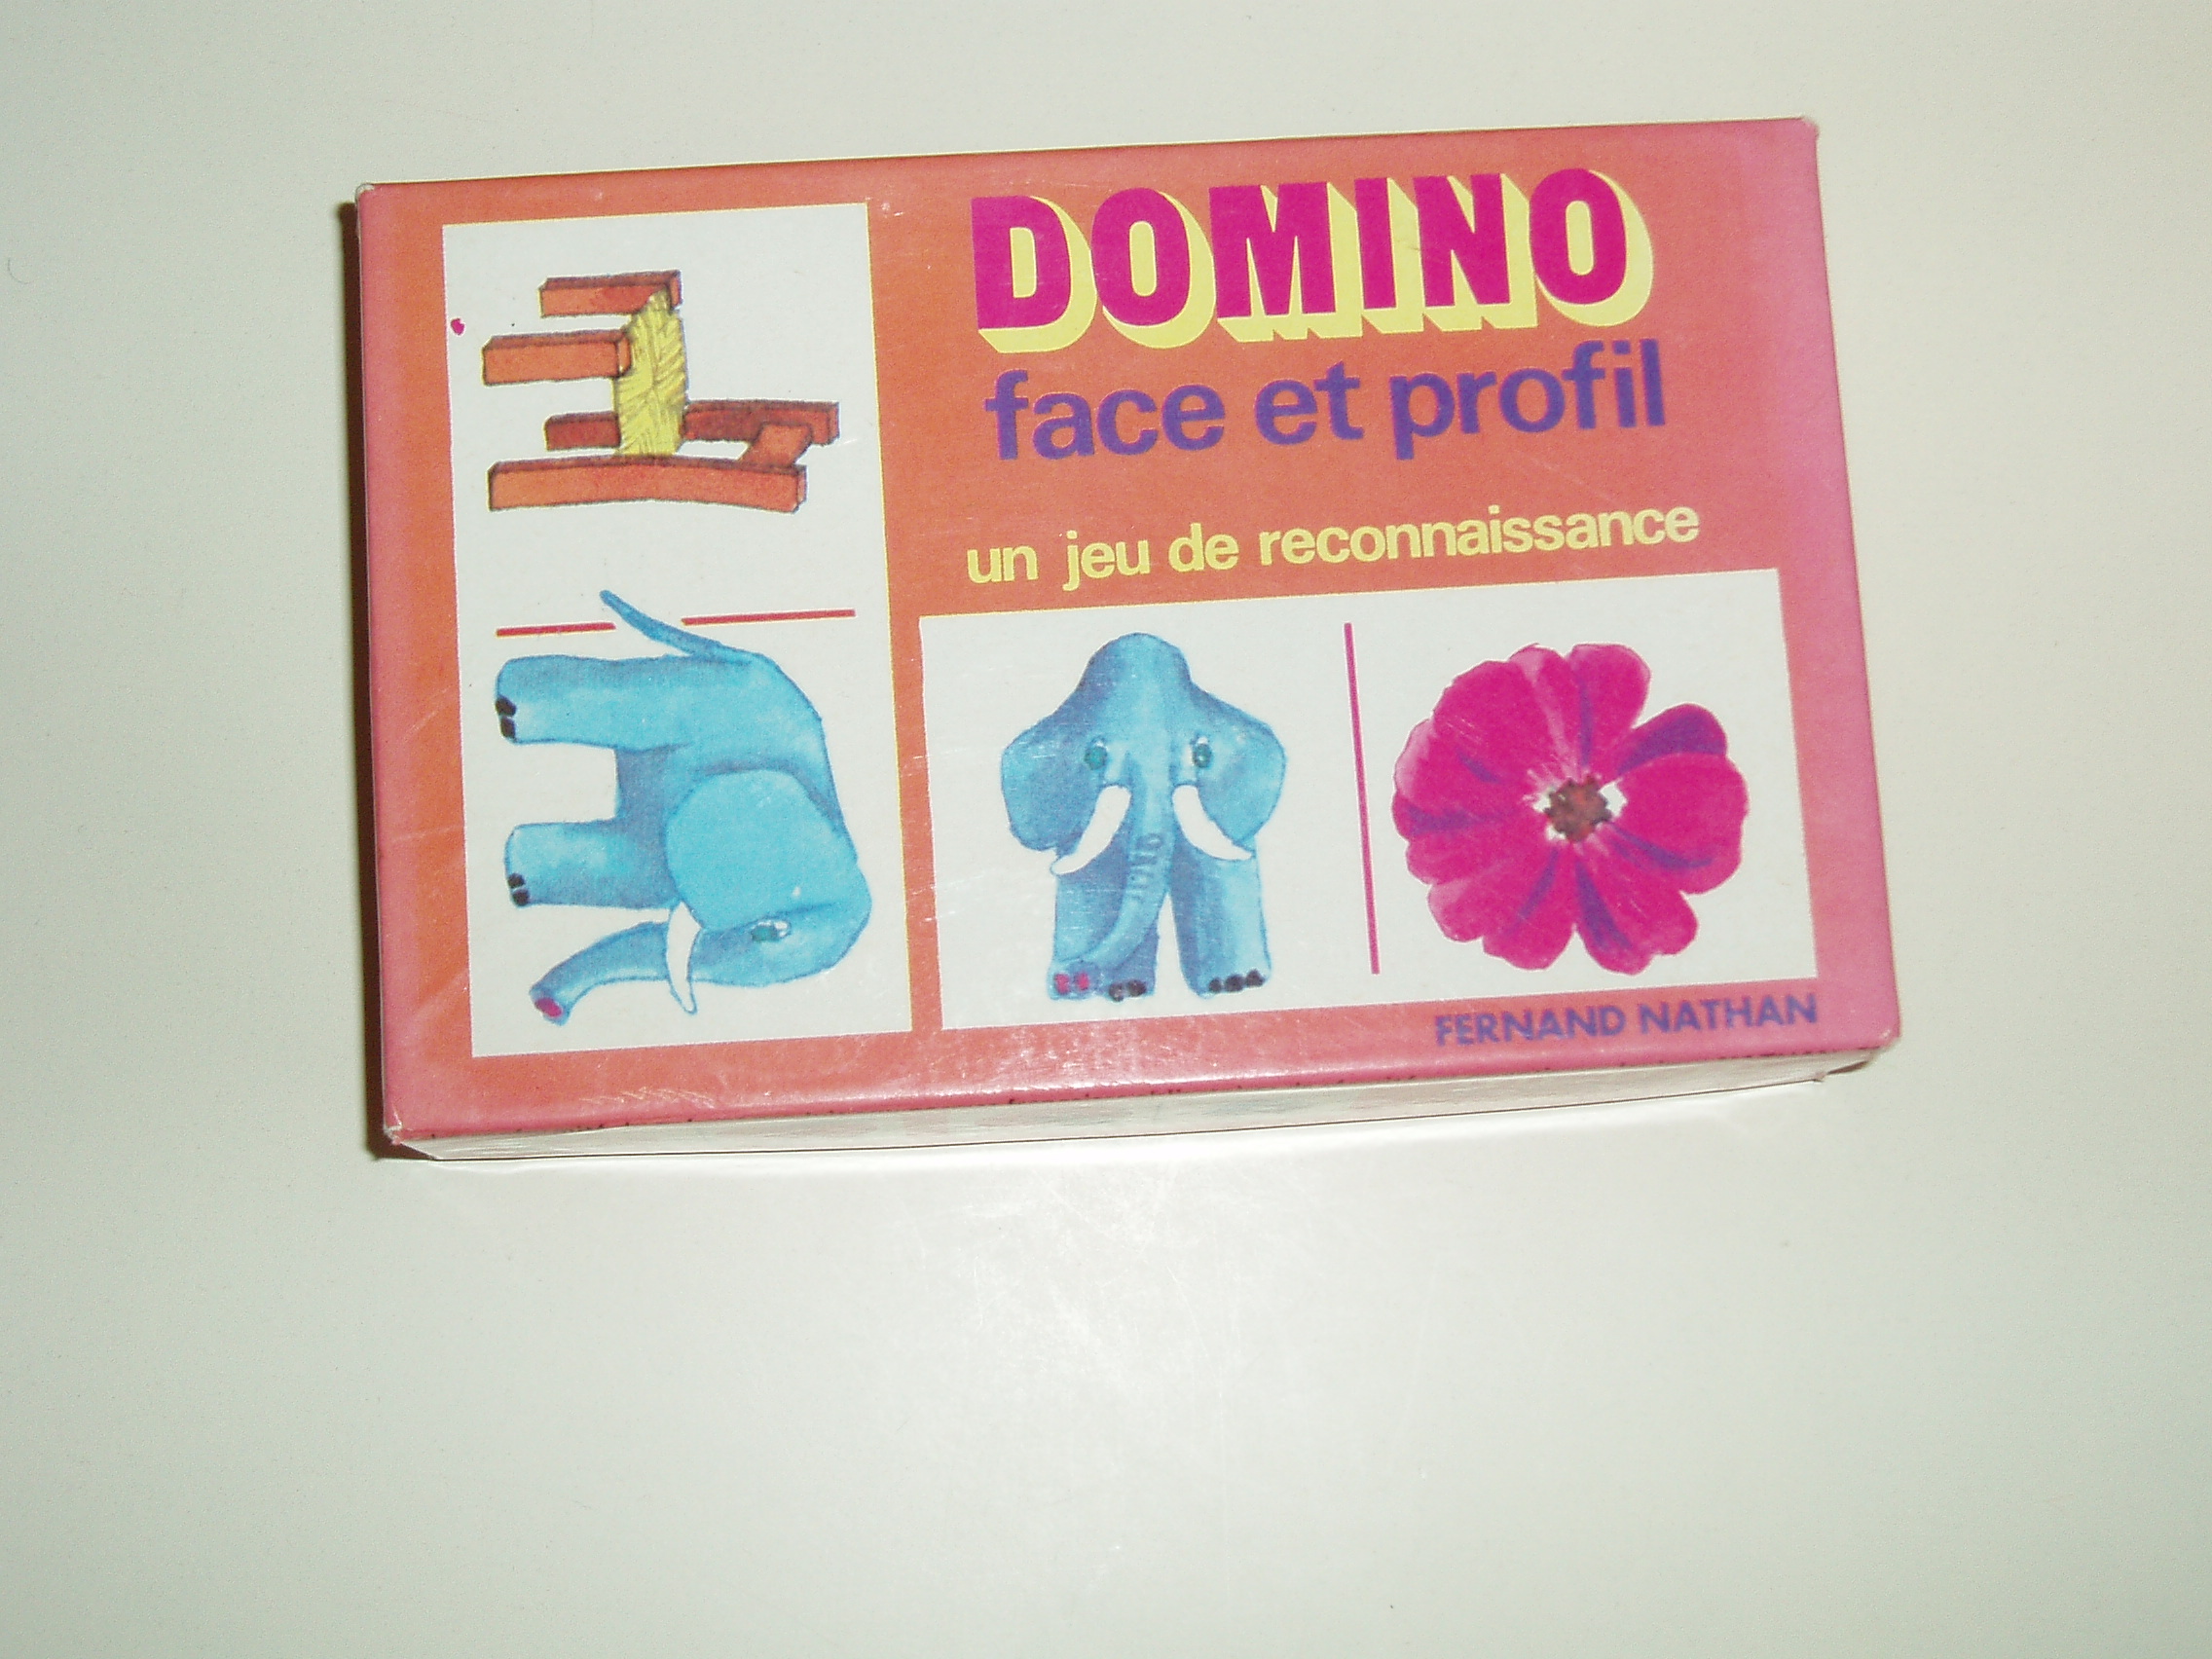 DOMINO
face et profil
un jeu de reconnaissance
FERNAND NATHAN